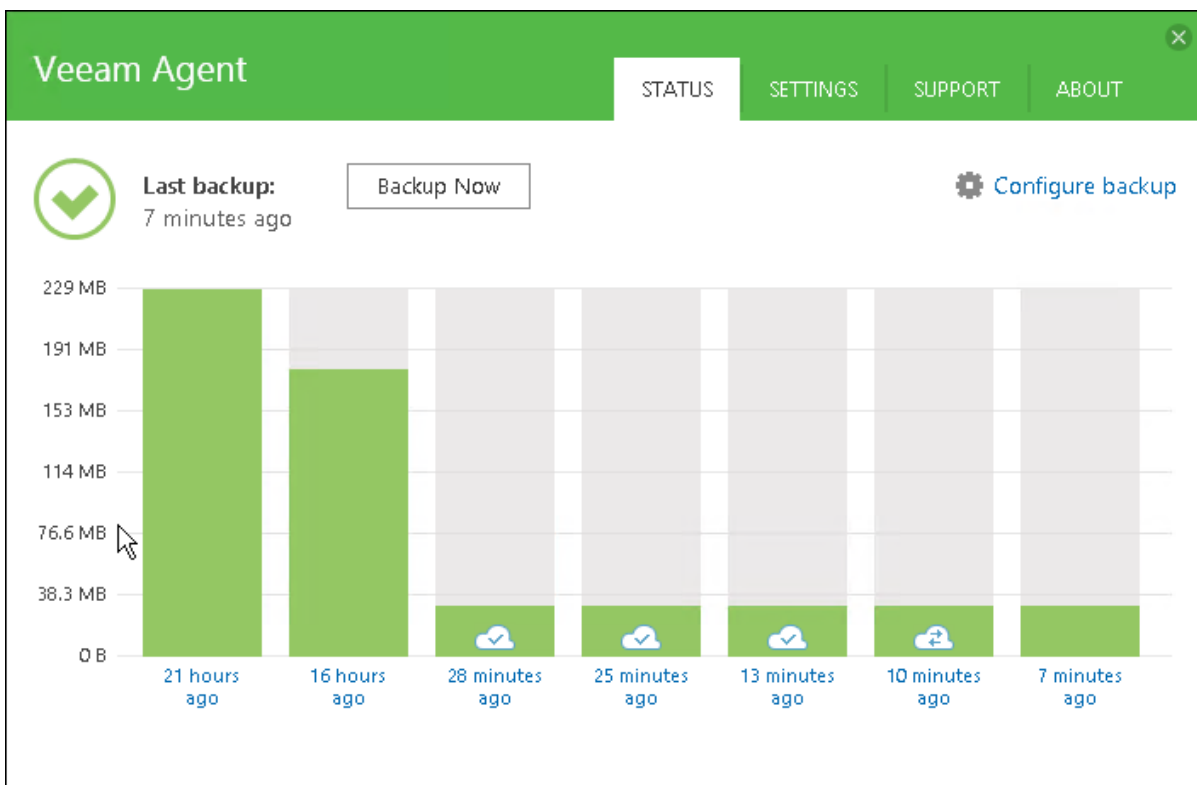 Veeam Agent
STATUS
SETTINGS
SUPPORT
ABOUT
Last backup:
7 minutes ago
Backup Now
Configure backup
229 MB
191 MB
153 MB
114 MB
76.6 MB
38.3 MB
0 B
21 hours
ago
16 hours
ago
28 minutes
ago
25 minutes
ago
13 minutes
ago
10 minutes
ago
7 minutes
ago